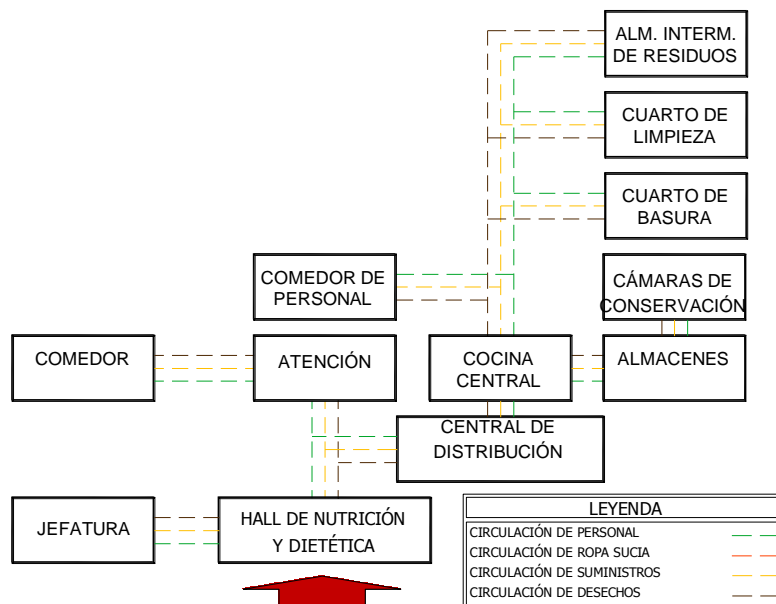 ALM. INTERM.
DE RESIDUOS
CUARTO DE
LIMPIEZA
CUARTO DE
BASURA
COMEDOR DE
PERSONAL
CÁMARAS DE
CONSERVACIÓN
COMEDOR
ATENCIÓN
COCINA
CENTRAL
ALMACENES
CENTRAL DE
DISTRIBUCIÓN
JEFATURA
HALL DE NUTRICIÓN
Y DIETÉTICA
LEYENDA
CIRCULACIÓN DE PERSONAL
CIRCULACIÓN DE ROPA SUCIA
CIRCULACIÓN DE SUMINISTROS
CIRCULACIÓN DE DESECHOS